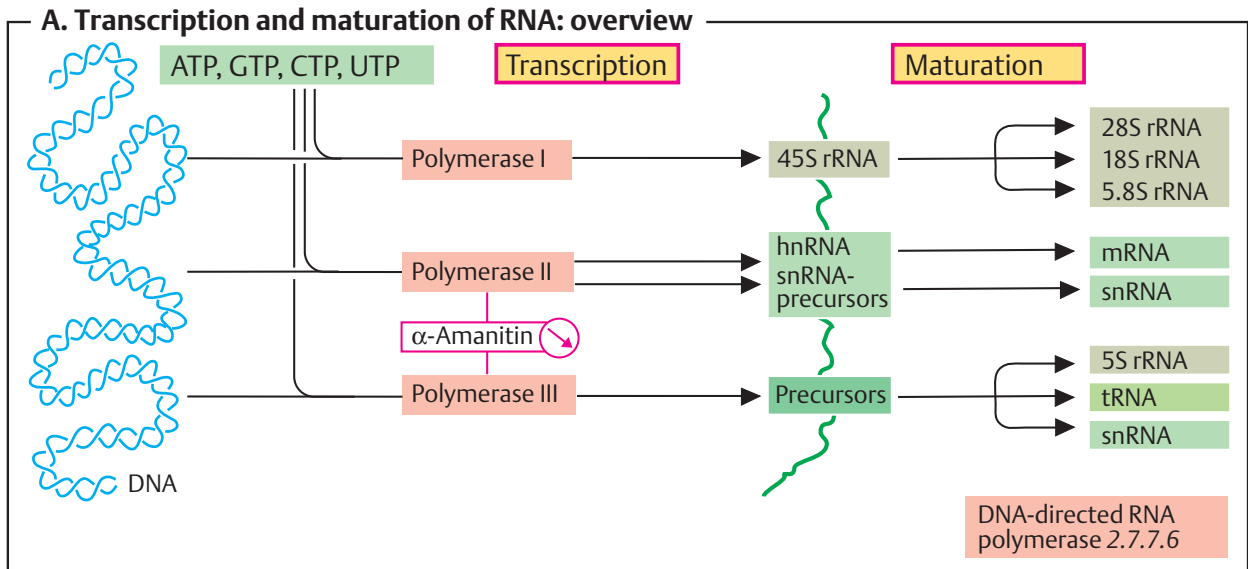 A. Transcription and maturation of RNA: overview
ATP, GTP, CTP, UTP
Transcription
Maturation
Polymerase I
45S rRNA
28S rRNA
18S rRNA
5.8S rRNA
Polymerase II
hnRNA
snRNA-
precursors
mRNA
snRNA
α-Amanitin
Polymerase III
Precursors
5S rRNA
tRNA
snRNA
DNA
DNA-directed RNA
polymerase 2.7.7.6